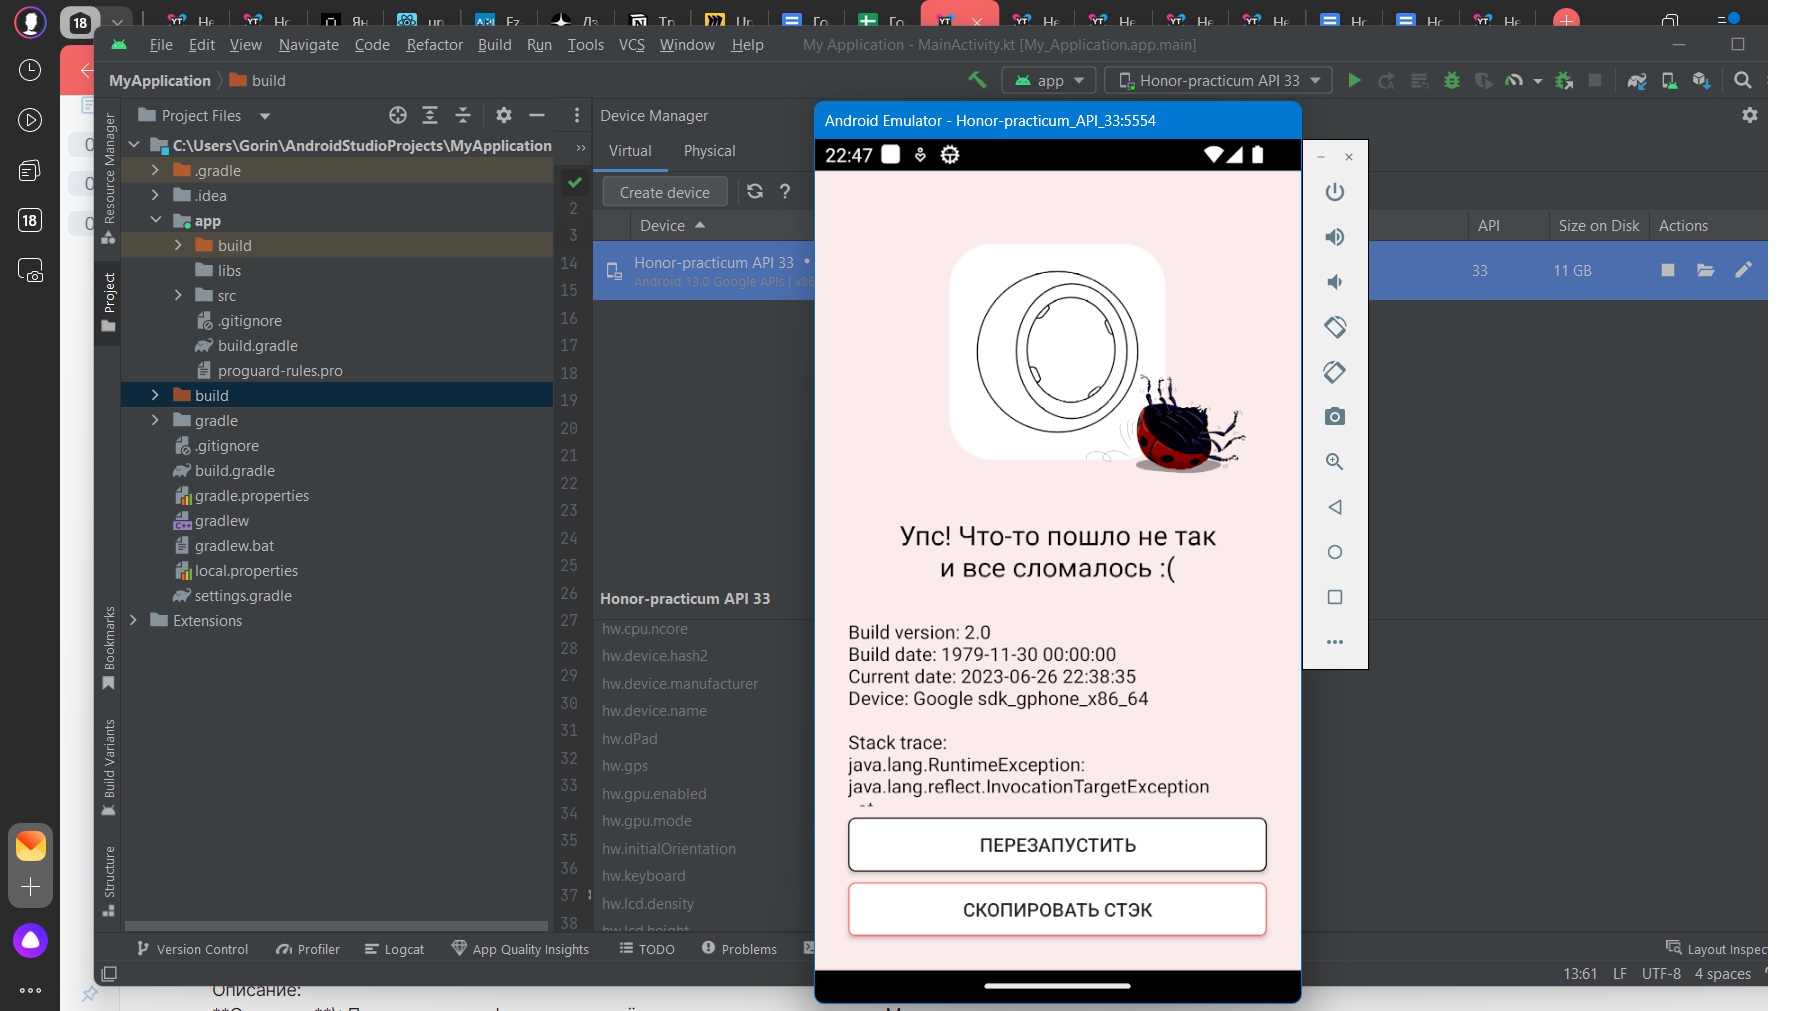 18
File Edit View Navigate Code Refactor Build Run Tools VCS Window Help My Application - MainActivity.kt [My_Application.app.main]
MyApplication build
app
Honor-practicum API 33
Project Files
Device Manager
Virtual Physical
Create device
?
Device
API Size on Disk Actions
Honor-practicum API 33
Android 13.0 Google APIs | x86
33 11 GB
Resource Manager
Project
Bookmarks
Build Variants
Structure
C:\Users\Gorin\AndroidStudioProjects\MyApplication
.gradle
.idea
app
build
libs
src
.gitignore
build.gradle
proguard-rules.pro
build
gradle
.gitignore
build.gradle
gradle.properties
gradlew
gradlew.bat
local.properties
settings.gradle
Extensions
2
3
14
15
16
17
18
19
20
21
22
23
24
25
26
27
28
29
30
31
32
33
34
35
36
37
38
Honor-practicum API 33
hw.cpu.ncore
hw.device.hash2
hw.device.manufacturer
hw.device.name
hw.dPad
hw.gps
hw.gpu.enabled
hw.gpu.mode
hw.initialOrientation
hw.keyboard
hw.lcd.density
hw.lcd.height
Android Emulator - Honor-practicum_API_33:5554
22:47
Упс! Что-то пошло не так
и все сломалось :(
Build version: 2.0
Build date: 1979-11-30 00:00:00
Current date: 2023-06-26 22:38:35
Device: Google sdk_gphone_x86_64
Stack trace:
java.lang.RuntimeException:
java.lang.reflect.InvocationTargetException
ПЕРЕЗАПУСТИТЬ
СКОПИРОВАТЬ СТЭК
18
Version Control Profiler Logcat App Quality Insights TODO Problems
Layout Inspec
13:61 LF UTF-8 4 spaces
Описание: